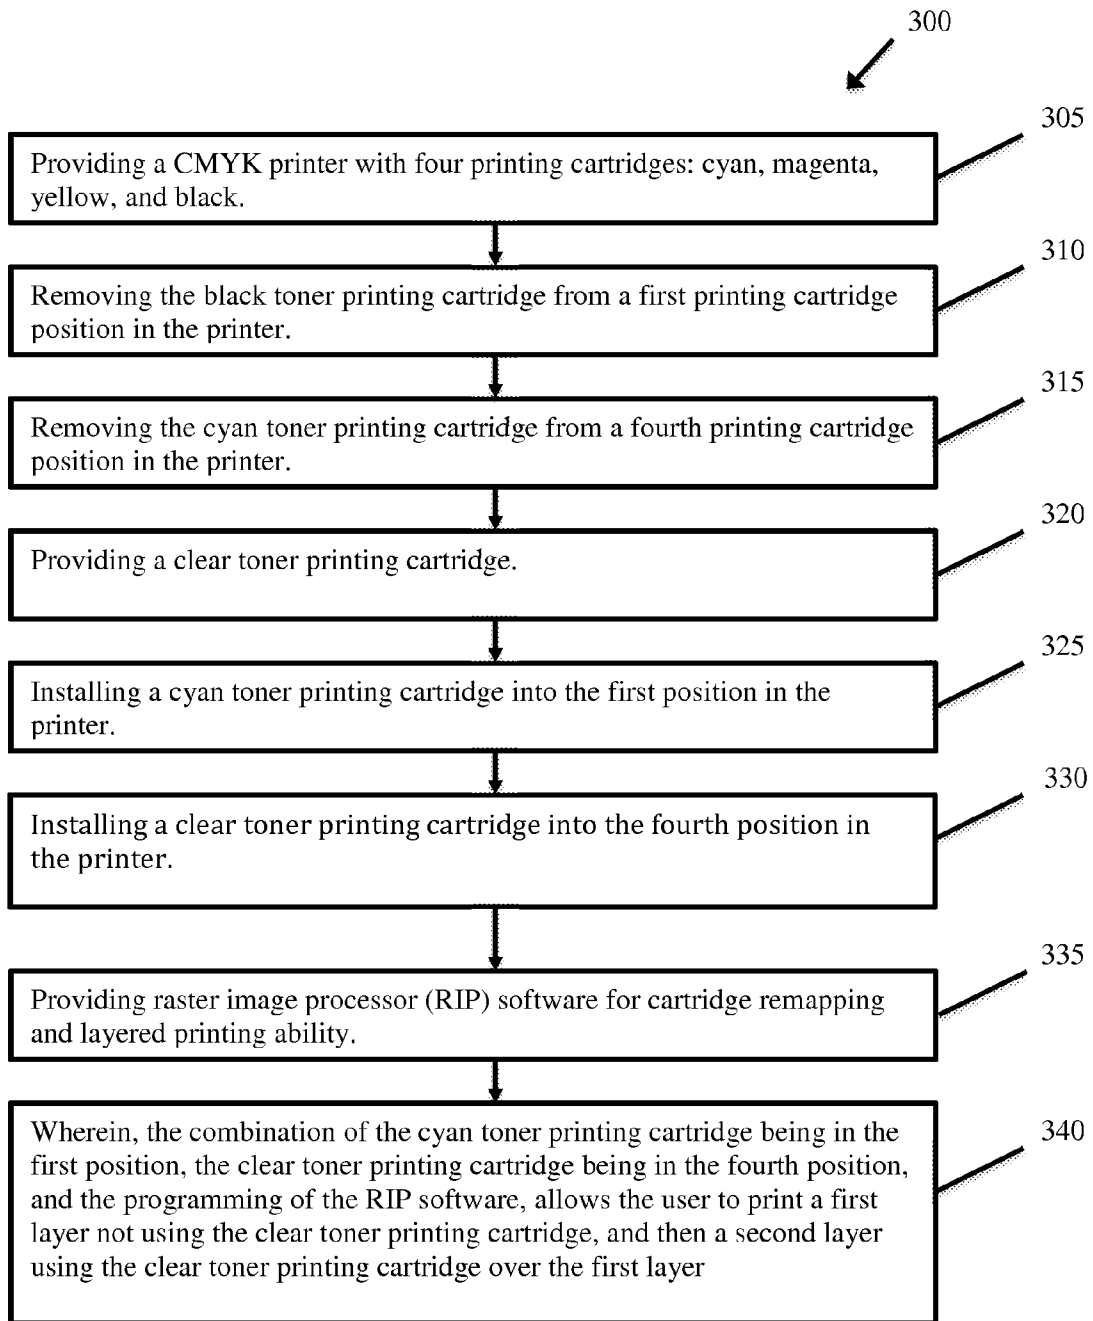 300
305
Providing a CMYK printer with four printing cartridges: cyan, magenta,
yellow, and black.
310
Removing the black toner printing cartridge from a first printing cartridge
position in the printer.
315
Removing the cyan toner printing cartridge from a fourth printing cartridge
position in the printer.
320
Providing a clear toner printing cartridge.
325
Installing a cyan toner printing cartridge into the first position in the
printer.
330
Installing a clear toner printing cartridge into the fourth position in
the printer.
335
Providing raster image processor (RIP) software for cartridge remapping
and layered printing ability.
340
Wherein, the combination of the cyan toner printing cartridge being in the
first position, the clear toner printing cartridge being in the fourth position,
and the programming of the RIP software, allows the user to print a first
layer not using the clear toner printing cartridge, and then a second layer
using the clear toner printing cartridge over the first layer